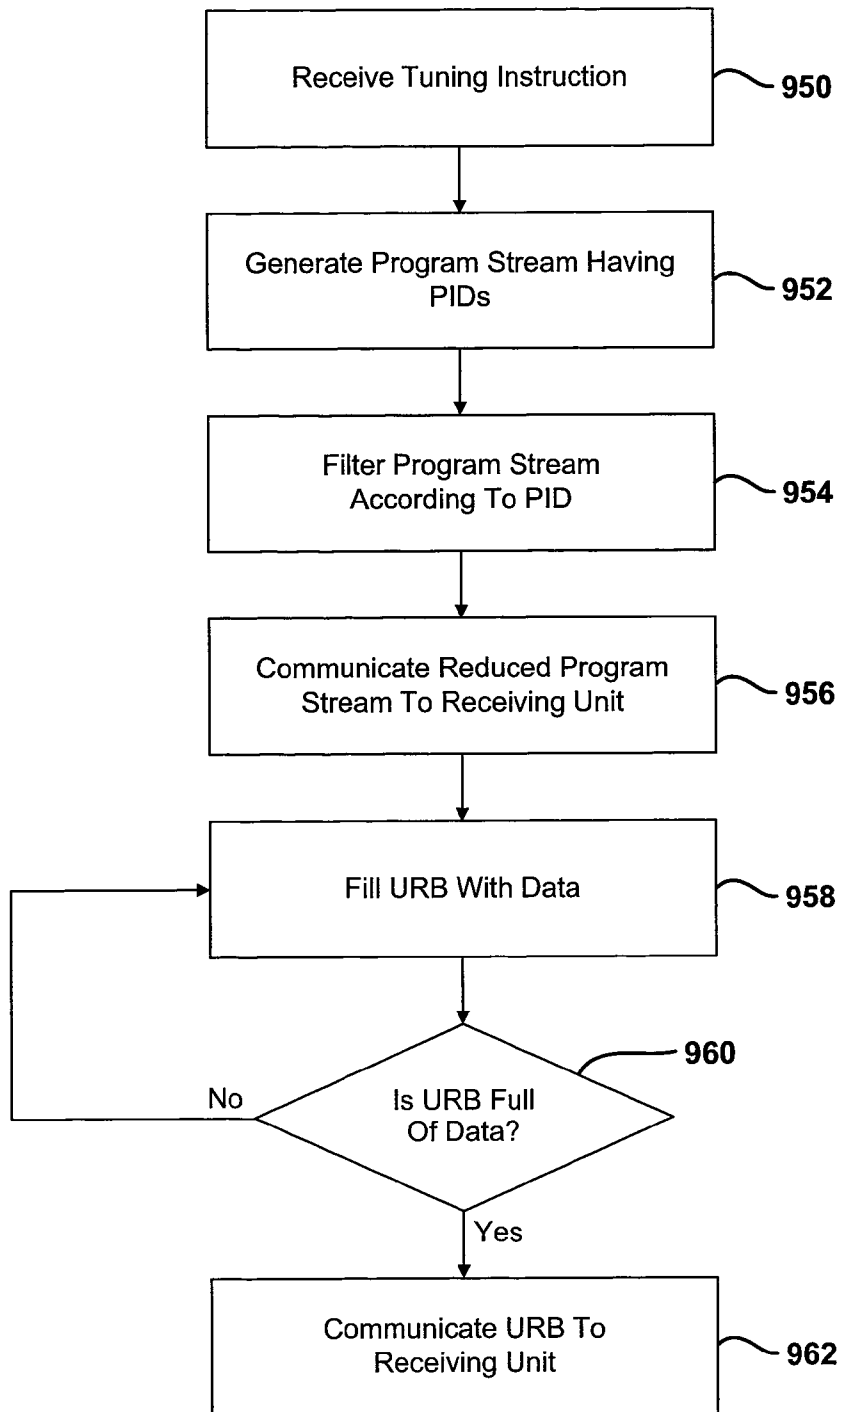 Receive Tuning Instruction
950
Generate Program Stream Having
PIDs
952
Filter Program Stream
According To PID
954
Communicate Reduced Program
Stream To Receiving Unit
956
Fill URB With Data
958
960
No
Is URB Full
Of Data?
Yes
Communicate URB To
Receiving Unit
962